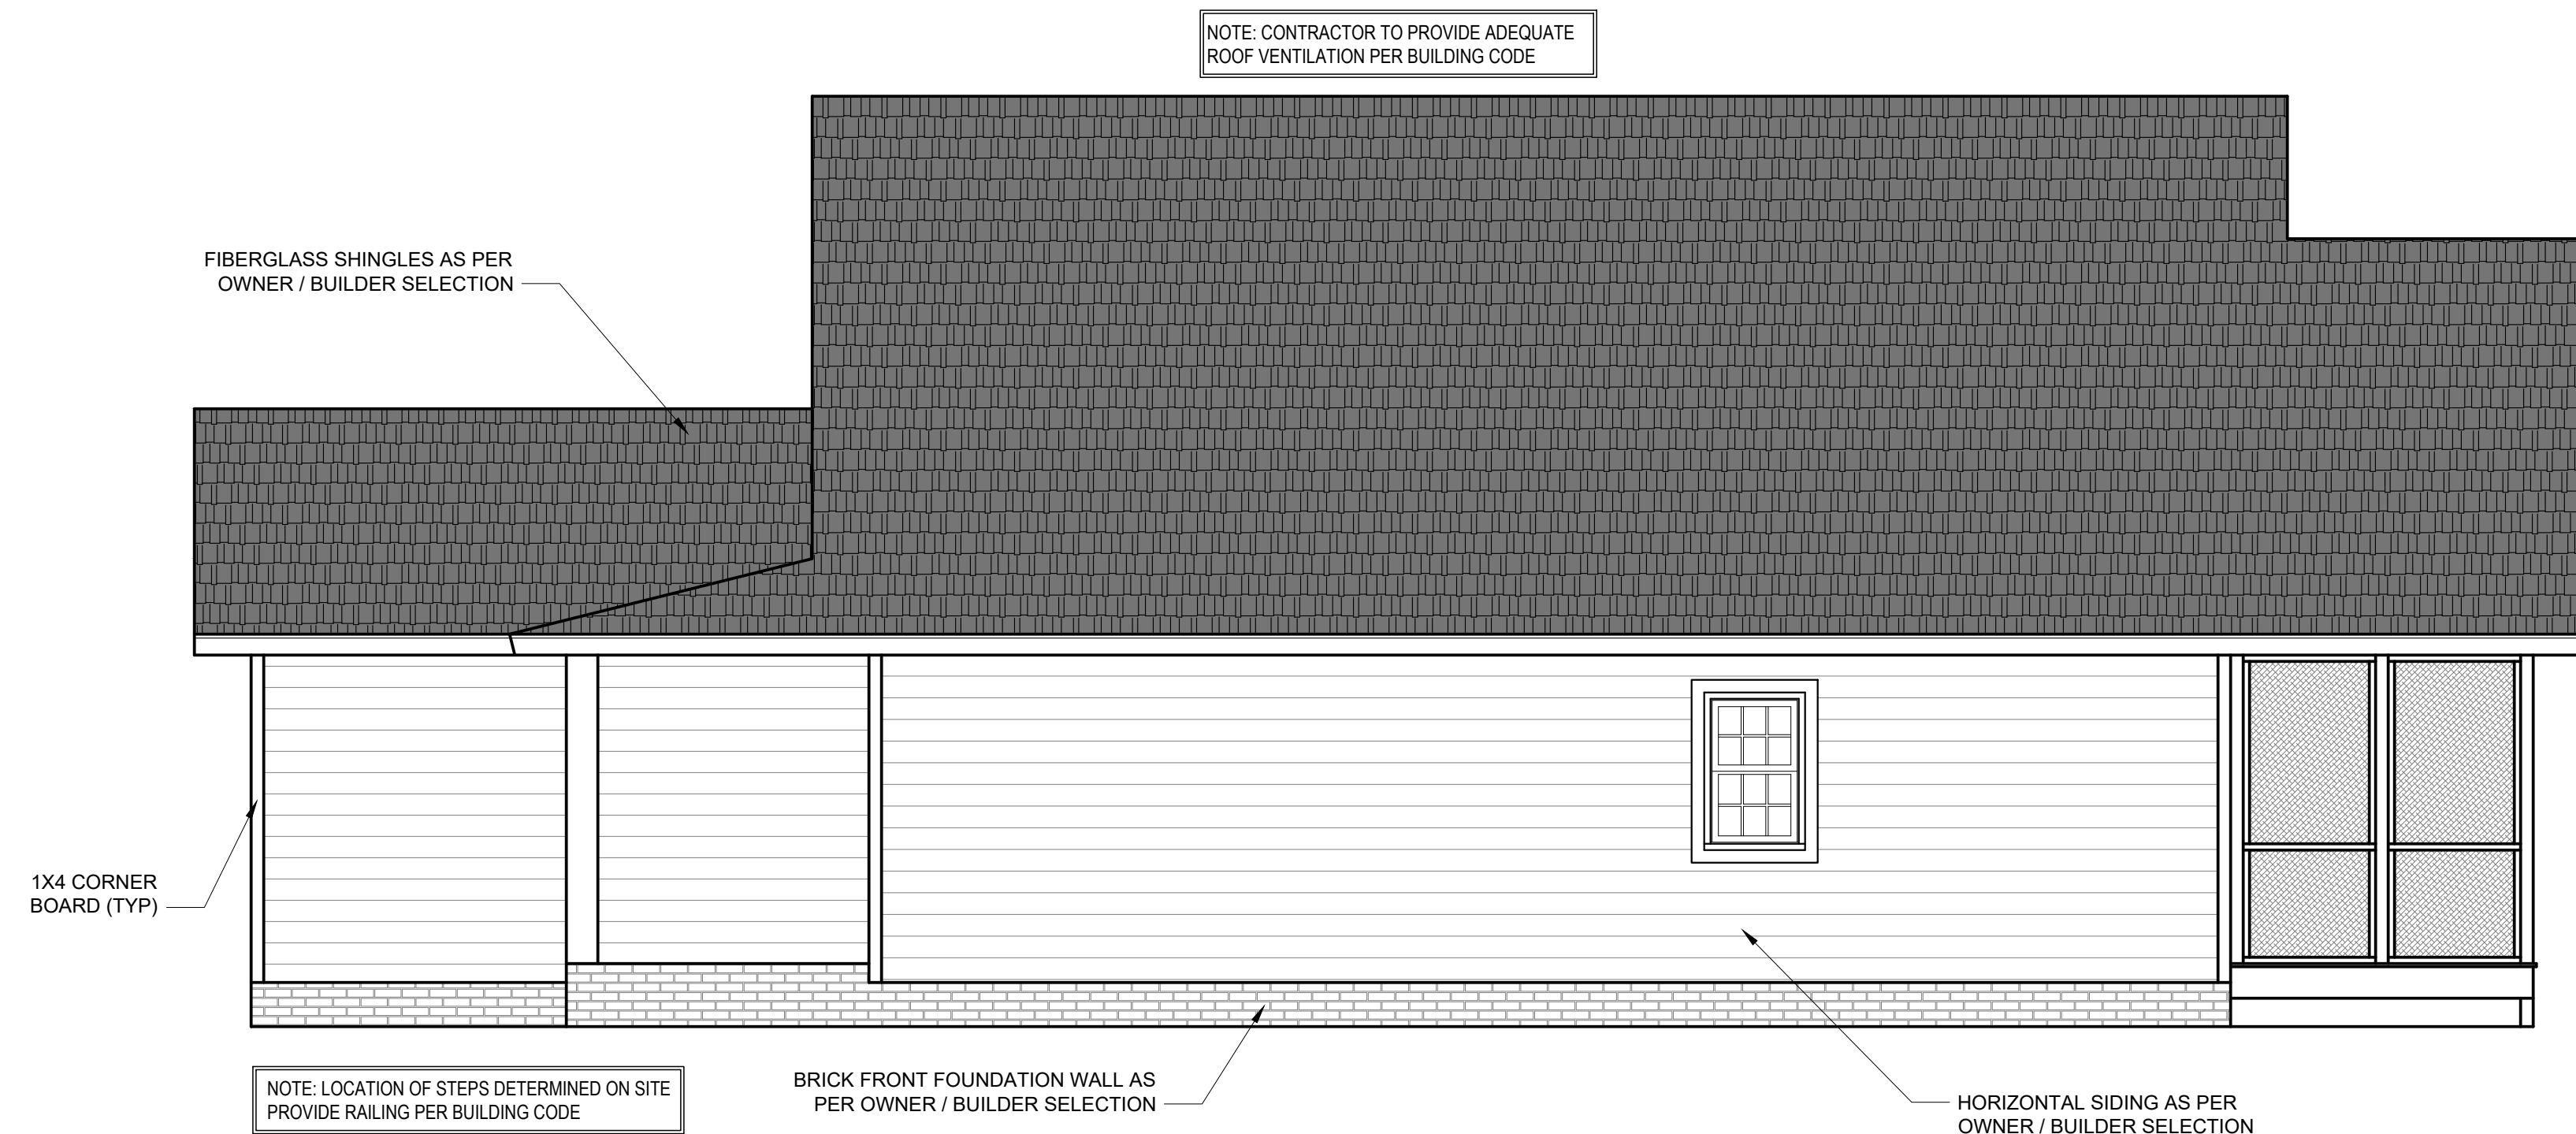 NOTE: CONTRACTOR TO PROVIDE ADEQUATE
ROOF VENTILATION PER BUILDING CODE
FIBERGLASS SHINGLES AS PER
OWNER / BUILDER SELECTION
1X4 CORNER
BOARD (TYP)
NOTE: LOCATION OF STEPS DETERMINED ON SITE
PROVIDE RAILING PER BUILDING CODE
BRICK FRONT FOUNDATION WALL AS
PER OWNER / BUILDER SELECTION
HORIZONTAL SIDING AS PER
OWNER / BUILDER SELECTION